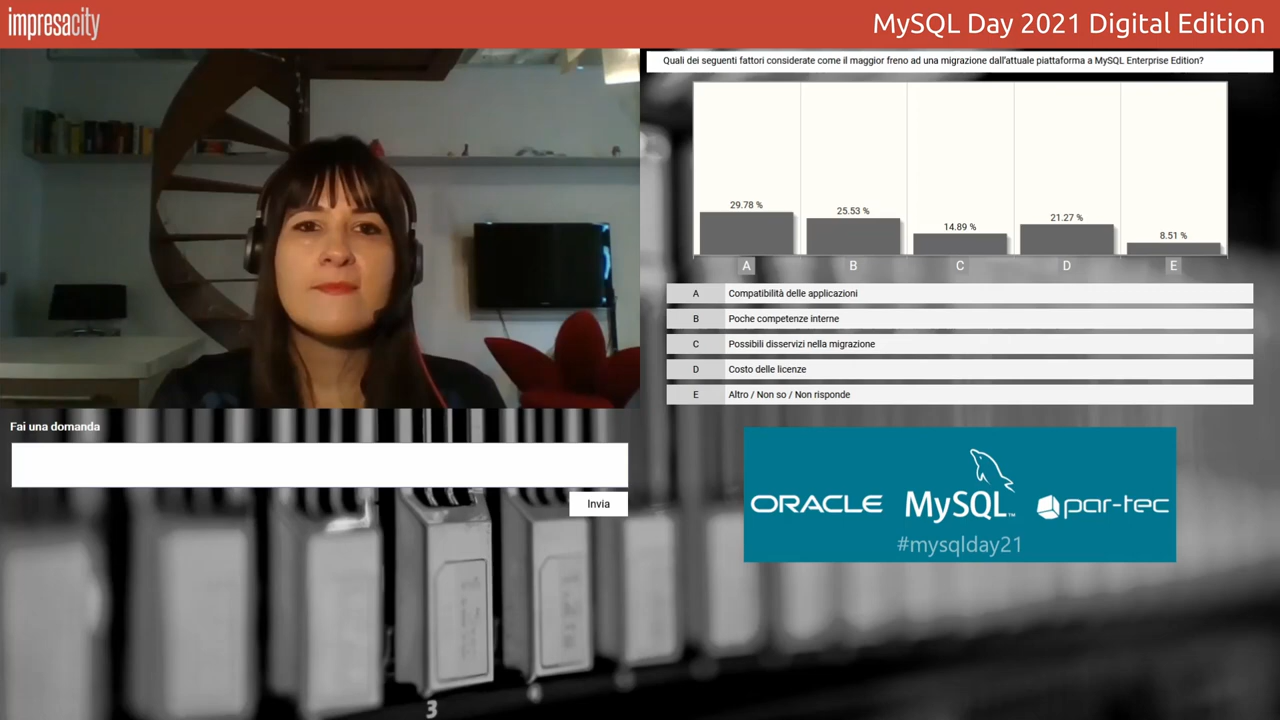 impresacity
MySQL Day 2021 Digital Edition
Quali dei seguenti fattori considerate come il maggior freno ad una migrazione dall'attuale piattaforma a MySQL Enterprise Edition?
29.78 %
25.53 %
14.89 %
21.27 %
8.51 %
A B C D E
A Compatibilità delle applicazioni
B Poche competenze interne
C Possibili disservizi nella migrazione
D Costo delle licenze
E Altro / Non so / Non risponde
Fai una domanda
Invia
ORACLE MySQL™ par-tec
#mysqlday21
3
4